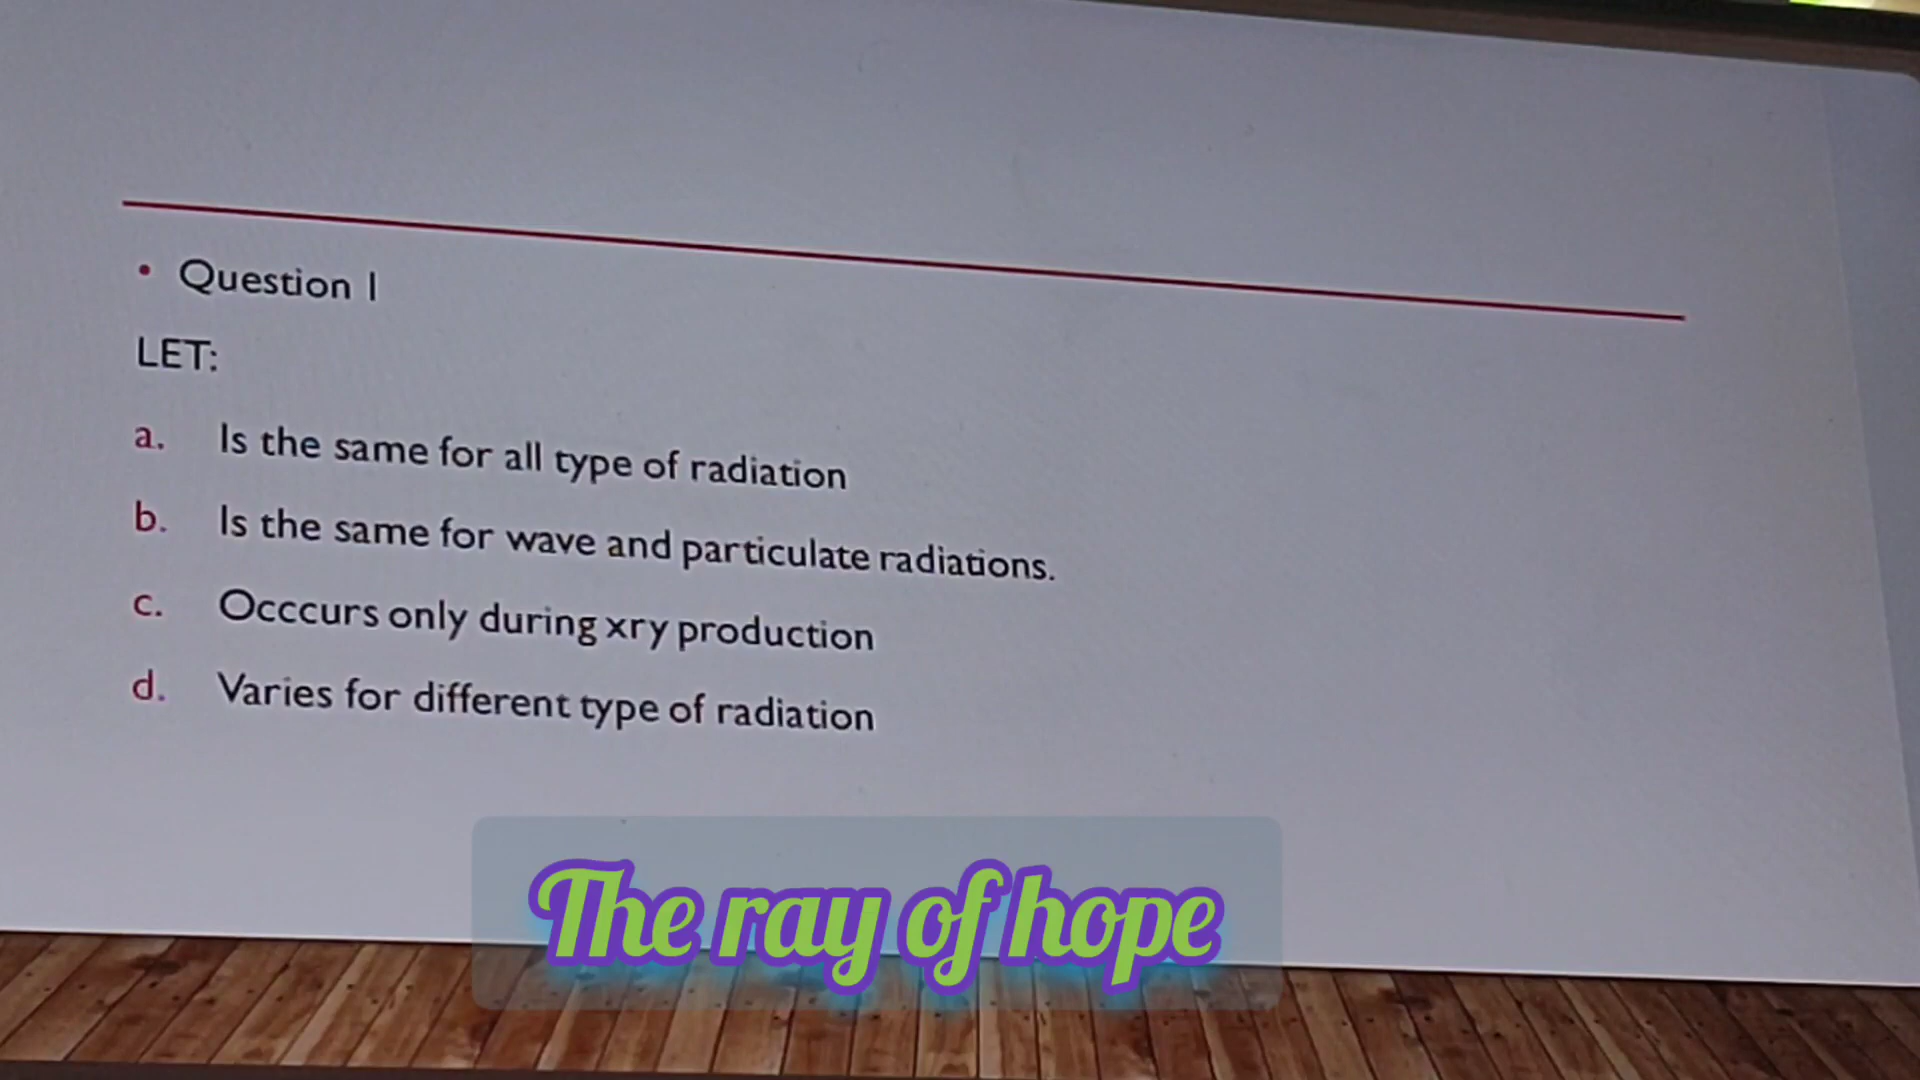 • Question 1
LET:
a. Is the same for all type of radiation
b. Is the same for wave and particulate radiations.
c. Occcurs only during xry production
d. Varies for different type of radiation
The ray of hope